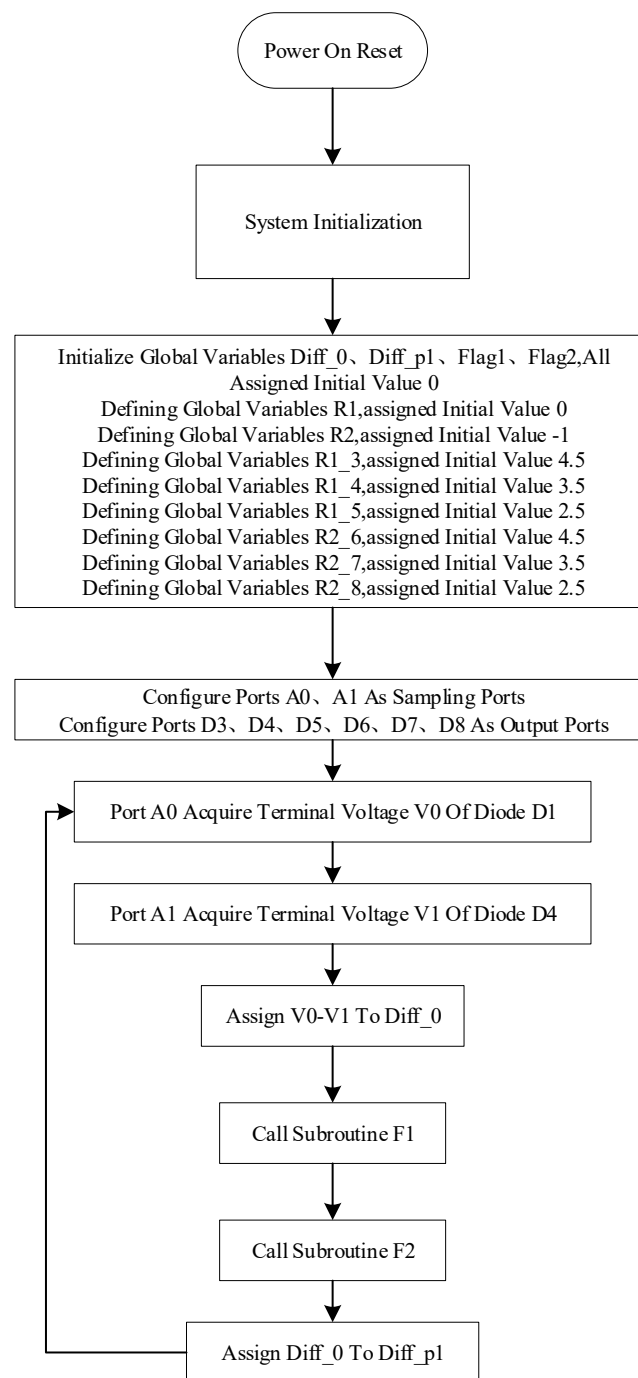 Power On Reset
System Initialization
Initialize Global Variables Diff_0、Diff_p1、Flag1、Flag2,All
Assigned Initial Value 0
Defining Global Variables R1,assigned Initial Value 0
Defining Global Variables R2,assigned Initial Value -1
Defining Global Variables R1_3,assigned Initial Value 4.5
Defining Global Variables R1_4,assigned Initial Value 3.5
Defining Global Variables R1_5,assigned Initial Value 2.5
Defining Global Variables R2_6,assigned Initial Value 4.5
Defining Global Variables R2_7,assigned Initial Value 3.5
Defining Global Variables R2_8,assigned Initial Value 2.5
Configure Ports A0、A1 As Sampling Ports
Configure Ports D3、D4、D5、D6、D7、D8 As Output Ports
Port A0 Acquire Terminal Voltage V0 Of Diode D1
Port A1 Acquire Terminal Voltage V1 Of Diode D4
Assign V0-V1 To Diff_0
Call Subroutine F1
Call Subroutine F2
Assign Diff_0 To Diff_p1